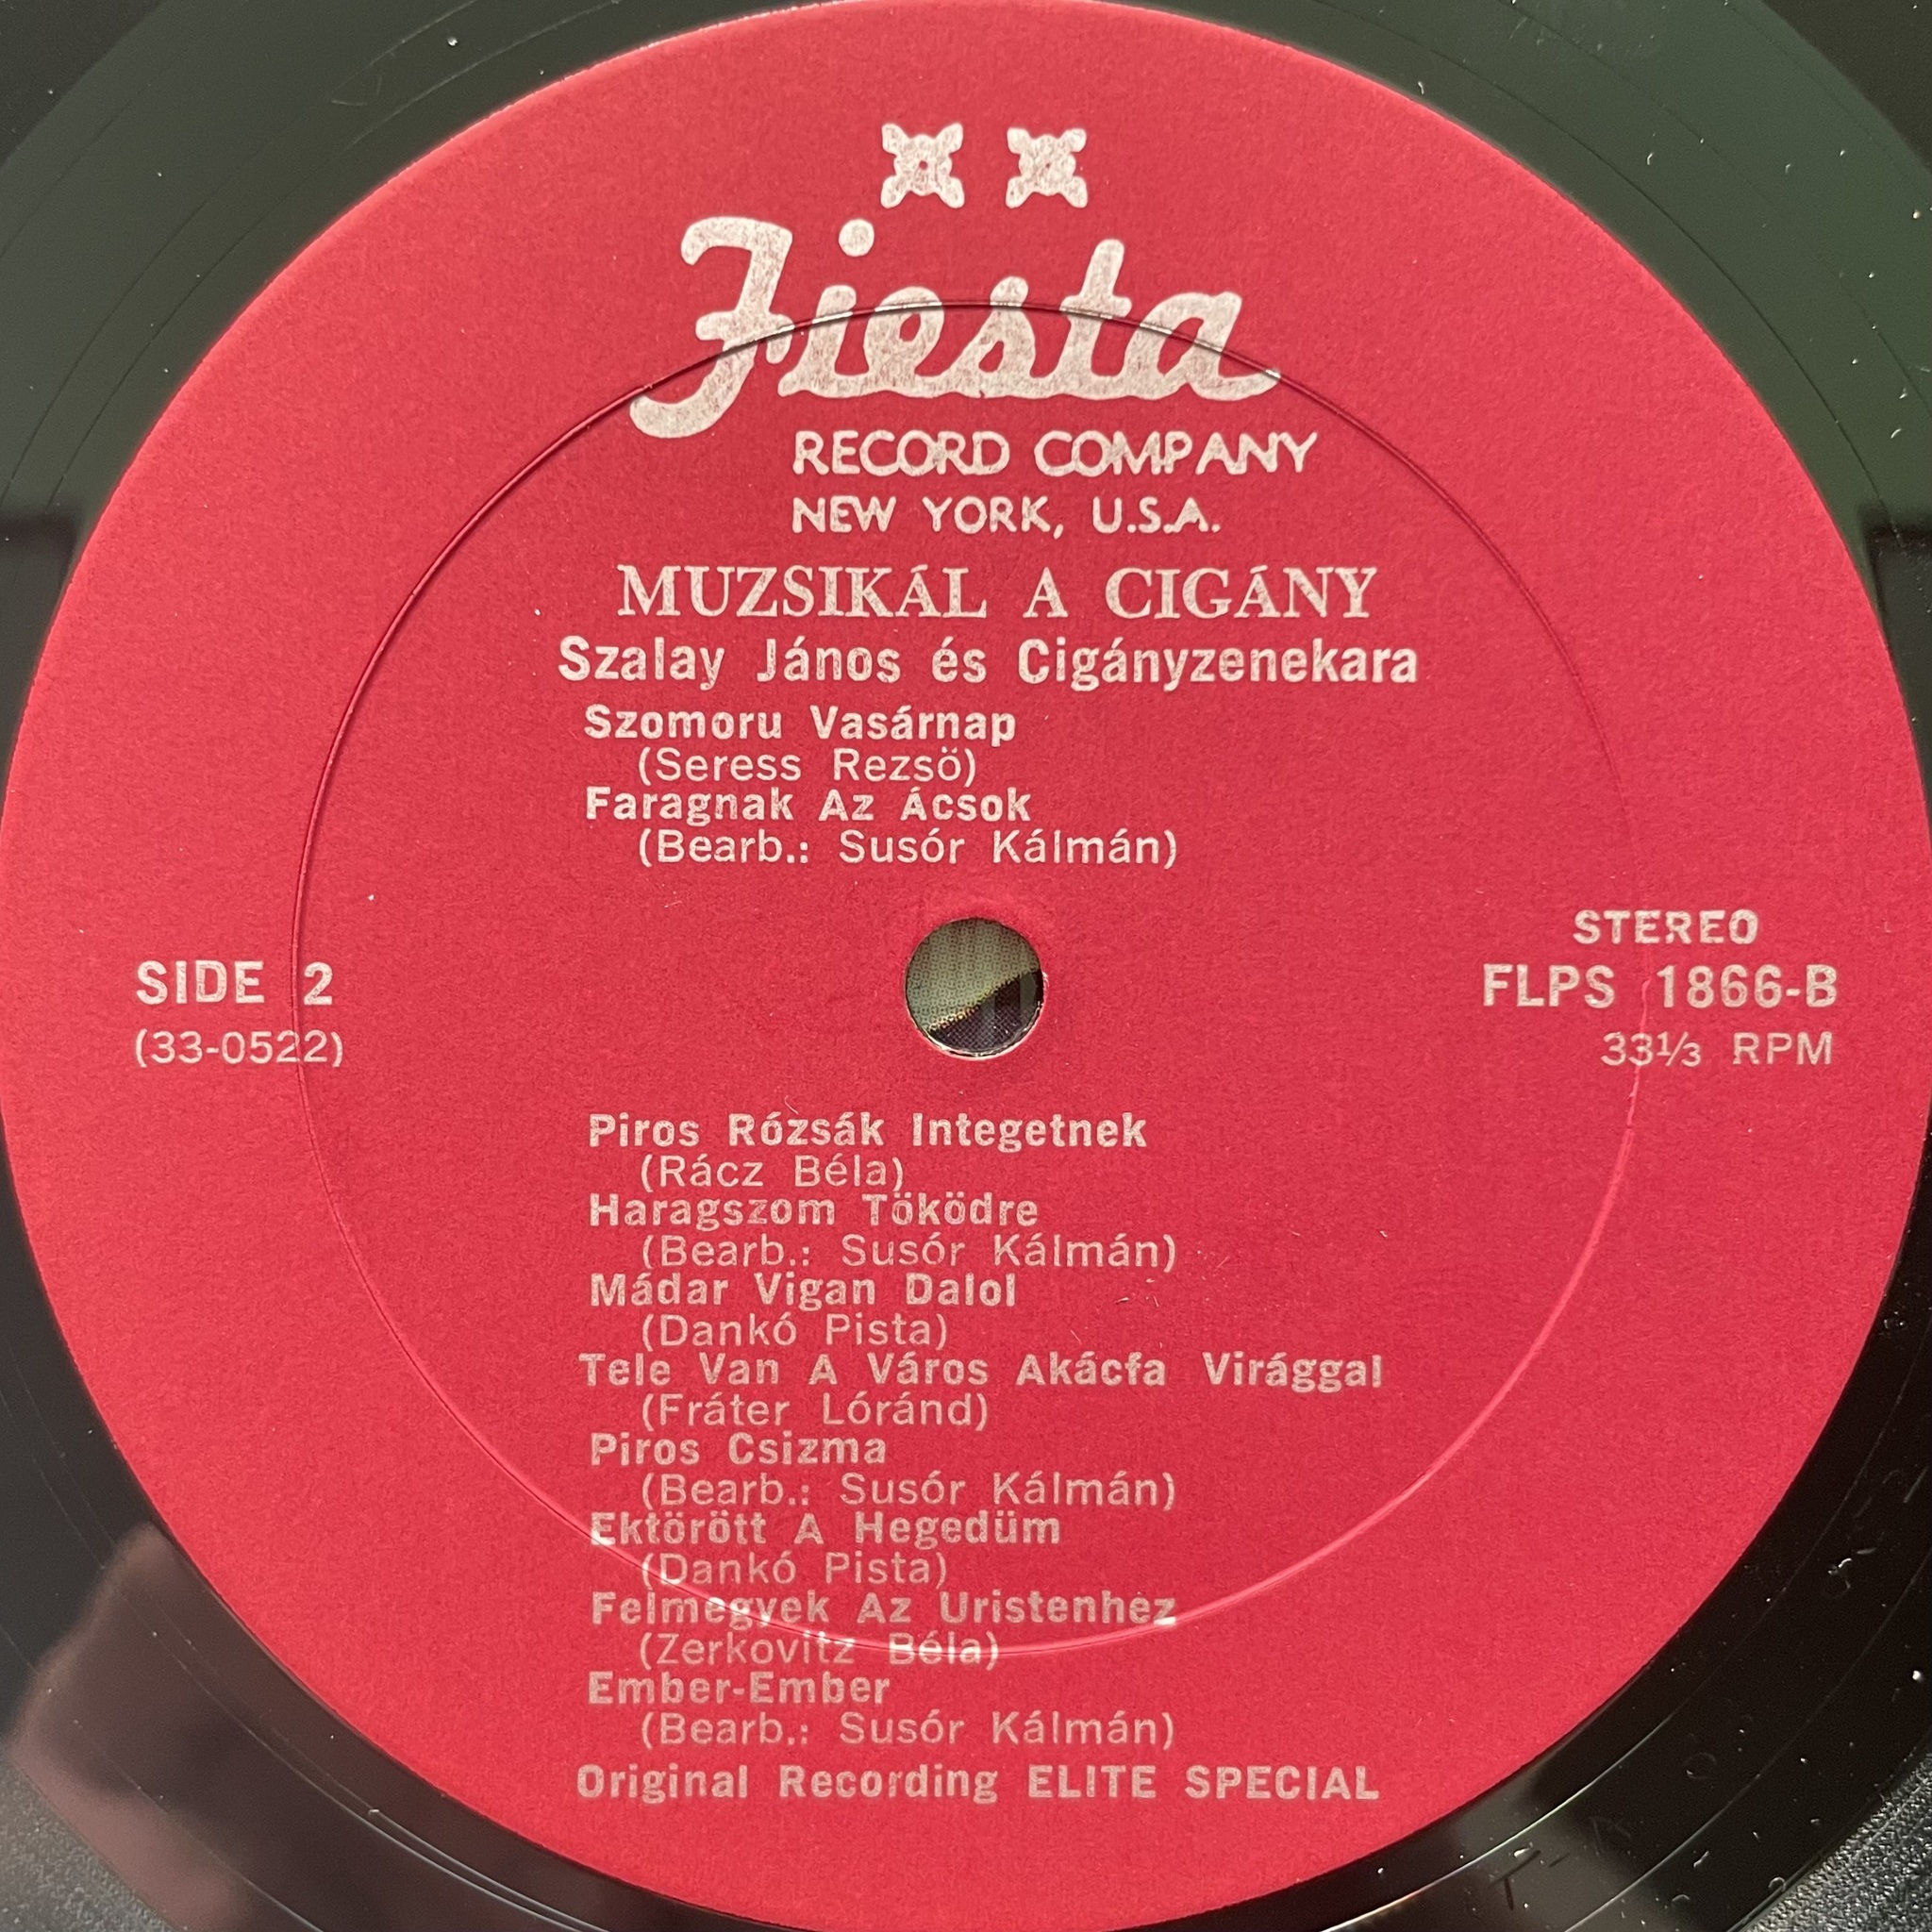 Fiesta
RECORD COMPANY
NEW YORK, U.S.A.
MUZSIKÁL A CIGÁNY
Szalay János és Cigányzenekara
Szomoru Vasárnap
(Seress Rezsö)
Faragnak Az Ácsok
(Bearb.: Susór Kálmán)
SIDE 2
(33-0522)
STEREO
FLPS 1866-B
33⅓ RPM
Piros Rózsák Integetnek
(Rácz Béla)
Haragszom Tököd­re
(Bearb.: Susór Kálmán)
Mádar Vigan Dalol
(Dankó Pista)
Tele Van A Város Akácfa Virággal
(Fráter Lóránd)
Piros Csizma
(Bearb.: Susór Kálmán)
Ektörött A Hegedüm
(Dankó Pista)
Felmegyek Az Uristenhez
(Zerkovitz Béla)
Ember-Ember
(Bearb.: Susór Kálmán)
Original Recording ELITE SPECIAL